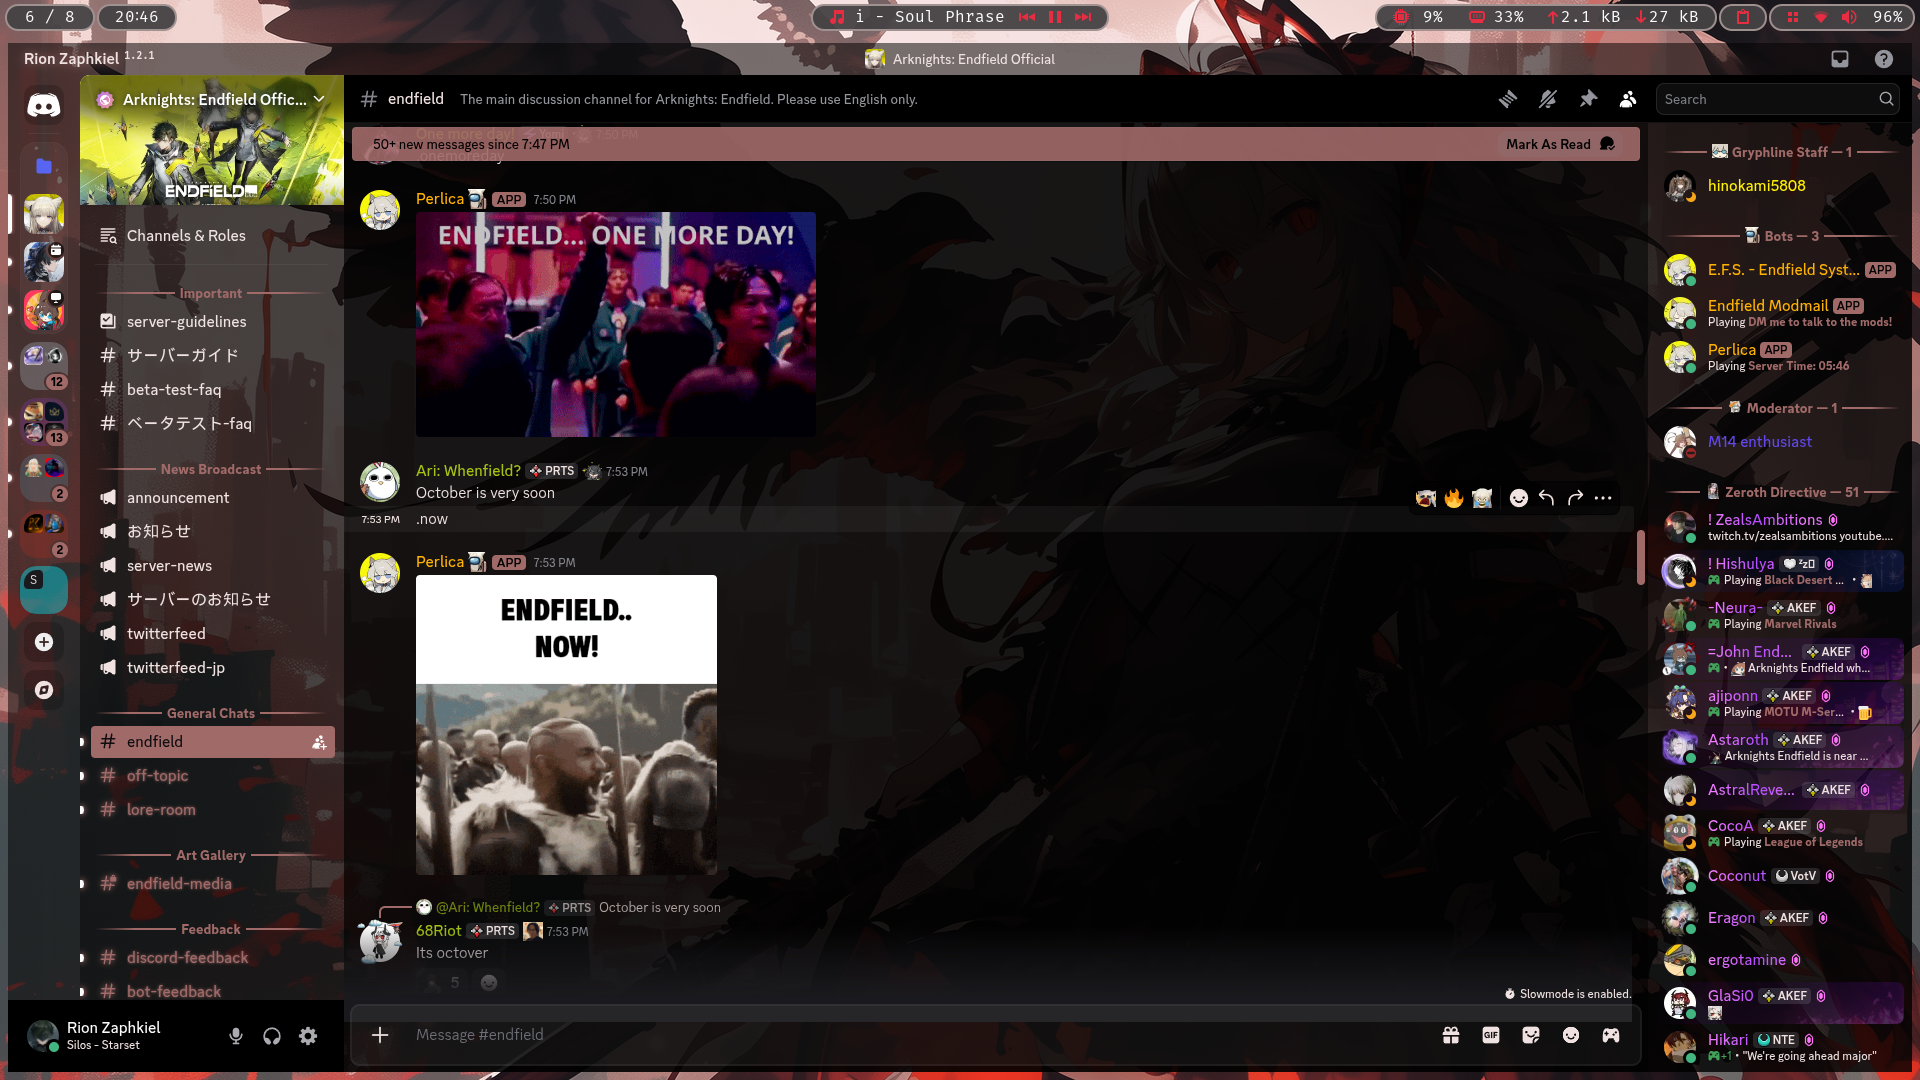 6 / 8
20:46
i - Soul Phrase
9%
33%
2.1 kB
27 kB
96%
Rion Zaphkiel 1.2.1
Arknights: Endfield Official
Arknights: Endfield Offic...
ENDFIELD
Channels & Roles
Important
server-guidelines
サーバーガイド
beta-test-faq
ベータテスト-faq
News Broadcast
announcement
お知らせ
server-news
サーバーのお知らせ
twitterfeed
twitterfeed-jp
General Chats
endfield
off-topic
lore-room
Art Gallery
endfield-media
Feedback
discord-feedback
bot-feedback
12
13
2
2
S
Rion Zaphkiel
Silos - Starset
endfield
The main discussion channel for Arknights: Endfield. Please use English only.
Search
One more day! Yomi 7:50 PM
.onemoreday
50+ new messages since 7:47 PM
Mark As Read
Perlica APP 7:50 PM
ENDFIELD... ONE MORE DAY!
Ari: Whenfield? PRTS 7:53 PM
October is very soon
7:53 PM .now
Perlica APP 7:53 PM
ENDFIELD..
NOW!
@Ari: Whenfield? PRTS October is very soon
68Riot PRTS 7:53 PM
Its octover
5
Slowmode is enabled.
Message #endfield
GIF
Gryphline Staff — 1
hinokami5808
Bots — 3
E.F.S. - Endfield Syst... APP
Endfield Modmail APP
Playing DM me to talk to the mods!
Perlica APP
Playing Server Time: 05:46
Moderator — 1
M14 enthusiast
Zeroth Directive — 51
! ZealsAmbitions
twitch.tv/zealsambitions youtube....
! Hishulya
Playing Black Desert ... •
-Neura- AKEF
Playing Marvel Rivals
=John End... AKEF
• Arknights Endfield wh...
ajiponn AKEF
Playing MOTU M-Ser... •
Astaroth AKEF
Arknights Endfield is near ...
AstralReve... AKEF
CocoA AKEF
Playing League of Legends
Coconut VotV
Eragon AKEF
ergotamine
GlaSi0 AKEF
Hikari NTE
+1 • "We're going ahead major"